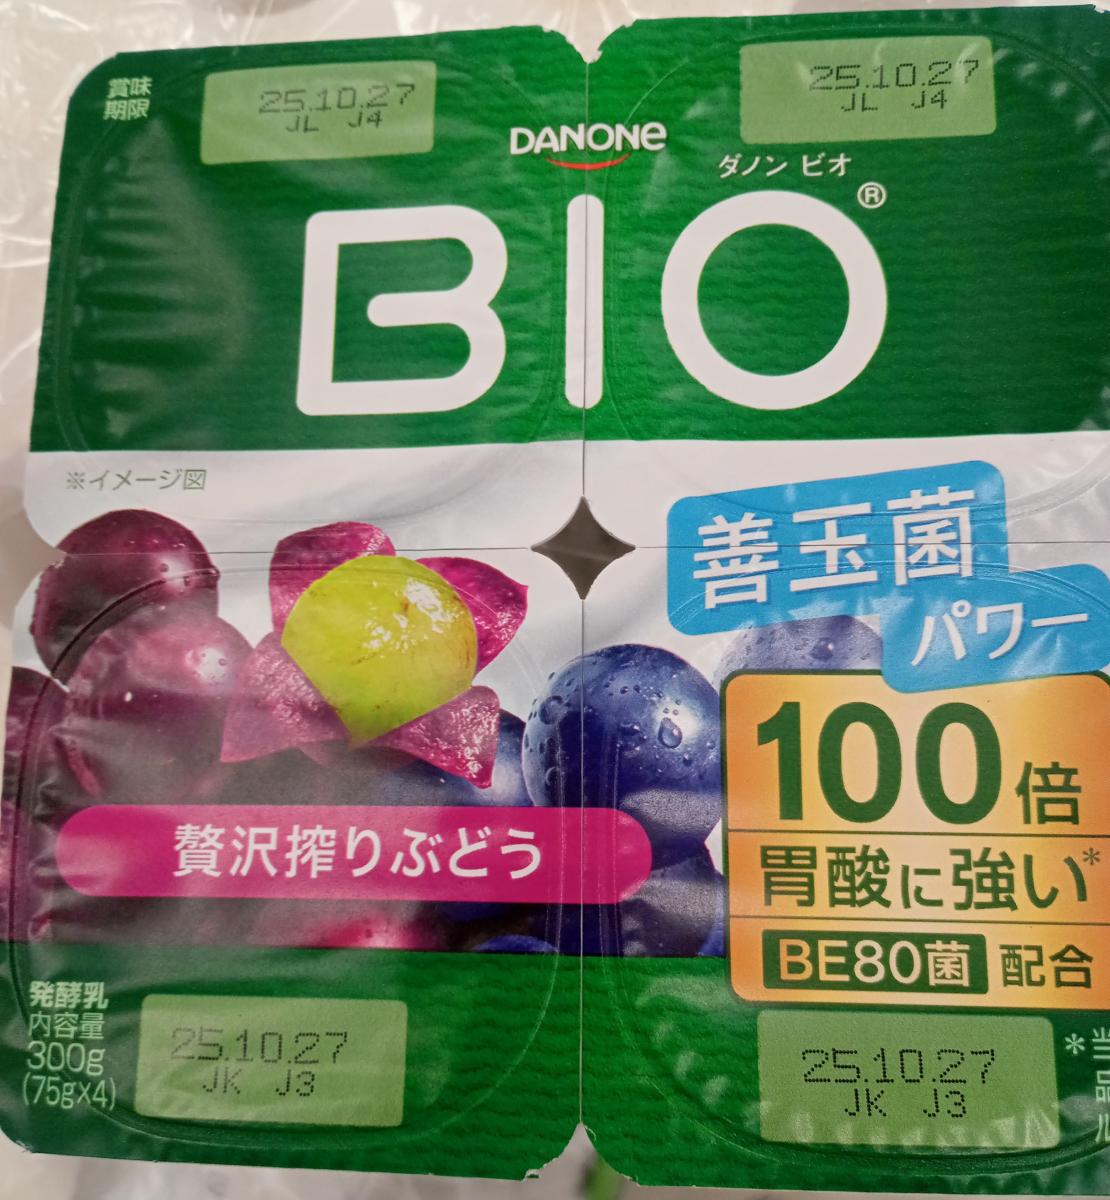 賞味
期限
25.10.27
JL J4
25.10.27
JL J4
DANONE
ダノン ビオ
BIO®
※イメージ図
善玉菌
パワー
100倍
胃酸に強い*
BE80菌 配合
贅沢搾りぶどう
発酵乳
内容量
300g
(75g×4)
25.10.27
JK J3
25.10.27
JK J3
*当
品